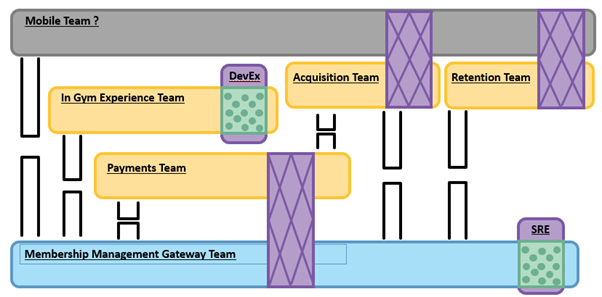 Mobile Team ?
DevEx
Acquisition Team
Retention Team
In Gym Experience Team
Payments Team
SRE
Membership Management Gateway Team